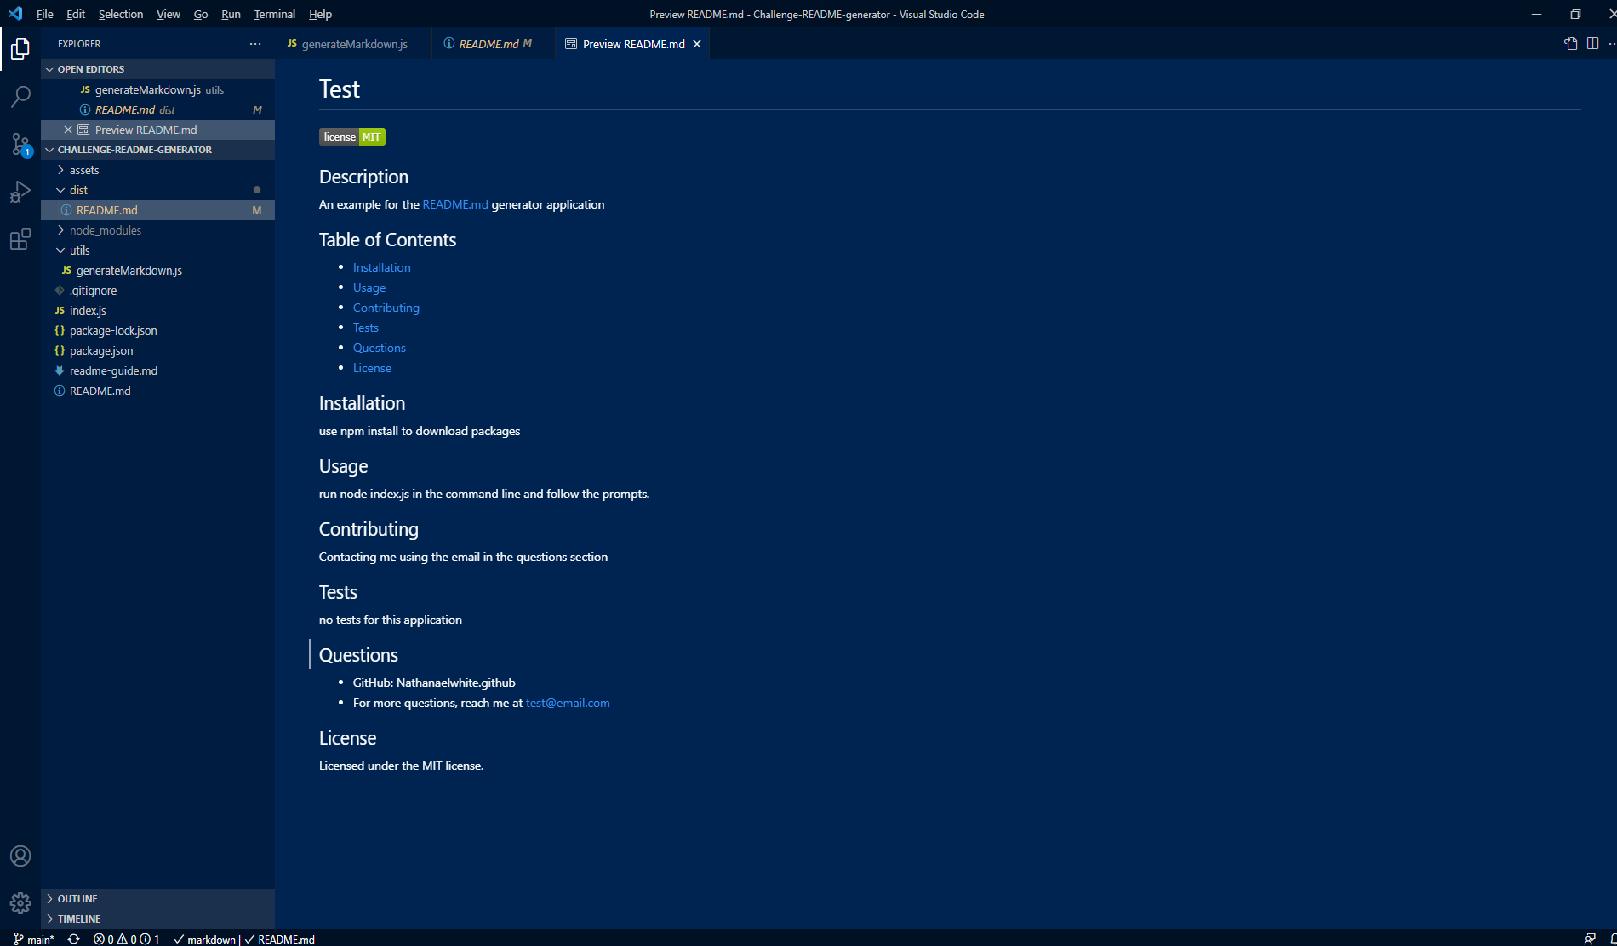 File Edit Selection View Go Run Terminal Help
Preview README.md - Challenge-README-generator - Visual Studio Code
EXPLORER
JS generateMarkdown.js
README.md M
Preview README.md
OPEN EDITORS
JS generateMarkdown.js utils
README.md dist M
Preview README.md
CHALLENGE-README-GENERATOR
assets
dist
README.md M
node_modules
utils
JS generateMarkdown.js
.gitignore
JS index.js
{} package-lock.json
{} package.json
readme-guide.md
README.md
OUTLINE
TIMELINE
1
Test
license MIT
Description
An example for the README.md generator application
Table of Contents
• Installation
• Usage
• Contributing
• Tests
• Questions
• License
Installation
use npm install to download packages
Usage
run node index.js in the command line and follow the prompts.
Contributing
Contacting me using the email in the questions section
Tests
no tests for this application
Questions
• GitHub: Nathanaelwhite.github
• For more questions, reach me at test@email.com
License
Licensed under the MIT license.
main* 0 0 1 markdown | README.md